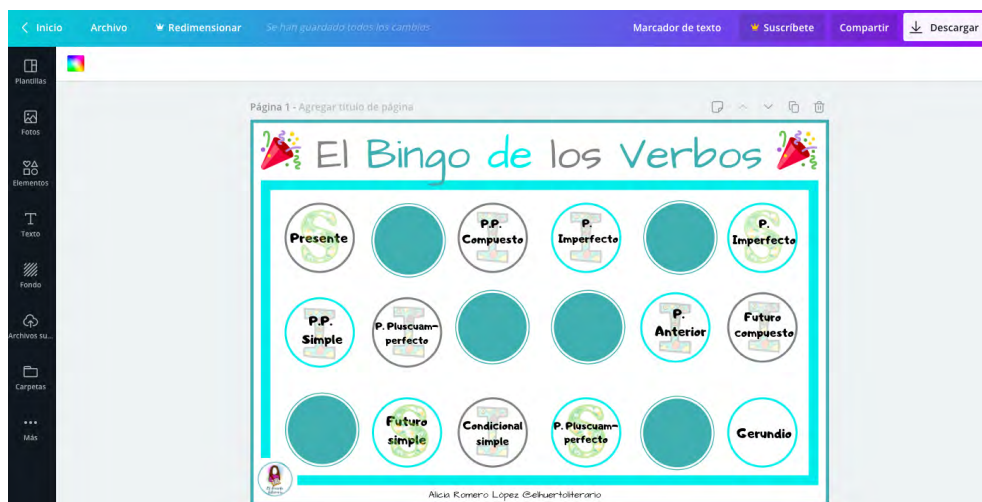 Inicio Archivo Redimensionar Se han guardado todos los cambios Marcador de texto Suscríbete Compartir Descargar
Plantillas
Fotos
Elementos
Texto
Fondo
Archivos su...
Carpetas
Más
Página 1 - Agregar título de página
El Bingo de los Verbos
S
Presente
I
P.P.
Compuesto
I
P.
Imperfecto
S
P.
Imperfecto
I
P.P.
Simple
I
P. Pluscuam-
perfecto
I
P.
Anterior
I
Futuro
compuesto
S
Futuro
simple
I
Condicional
simple
S
P. Pluscuam-
perfecto
Gerundio
Alicia Romero López @elhuertoliterario